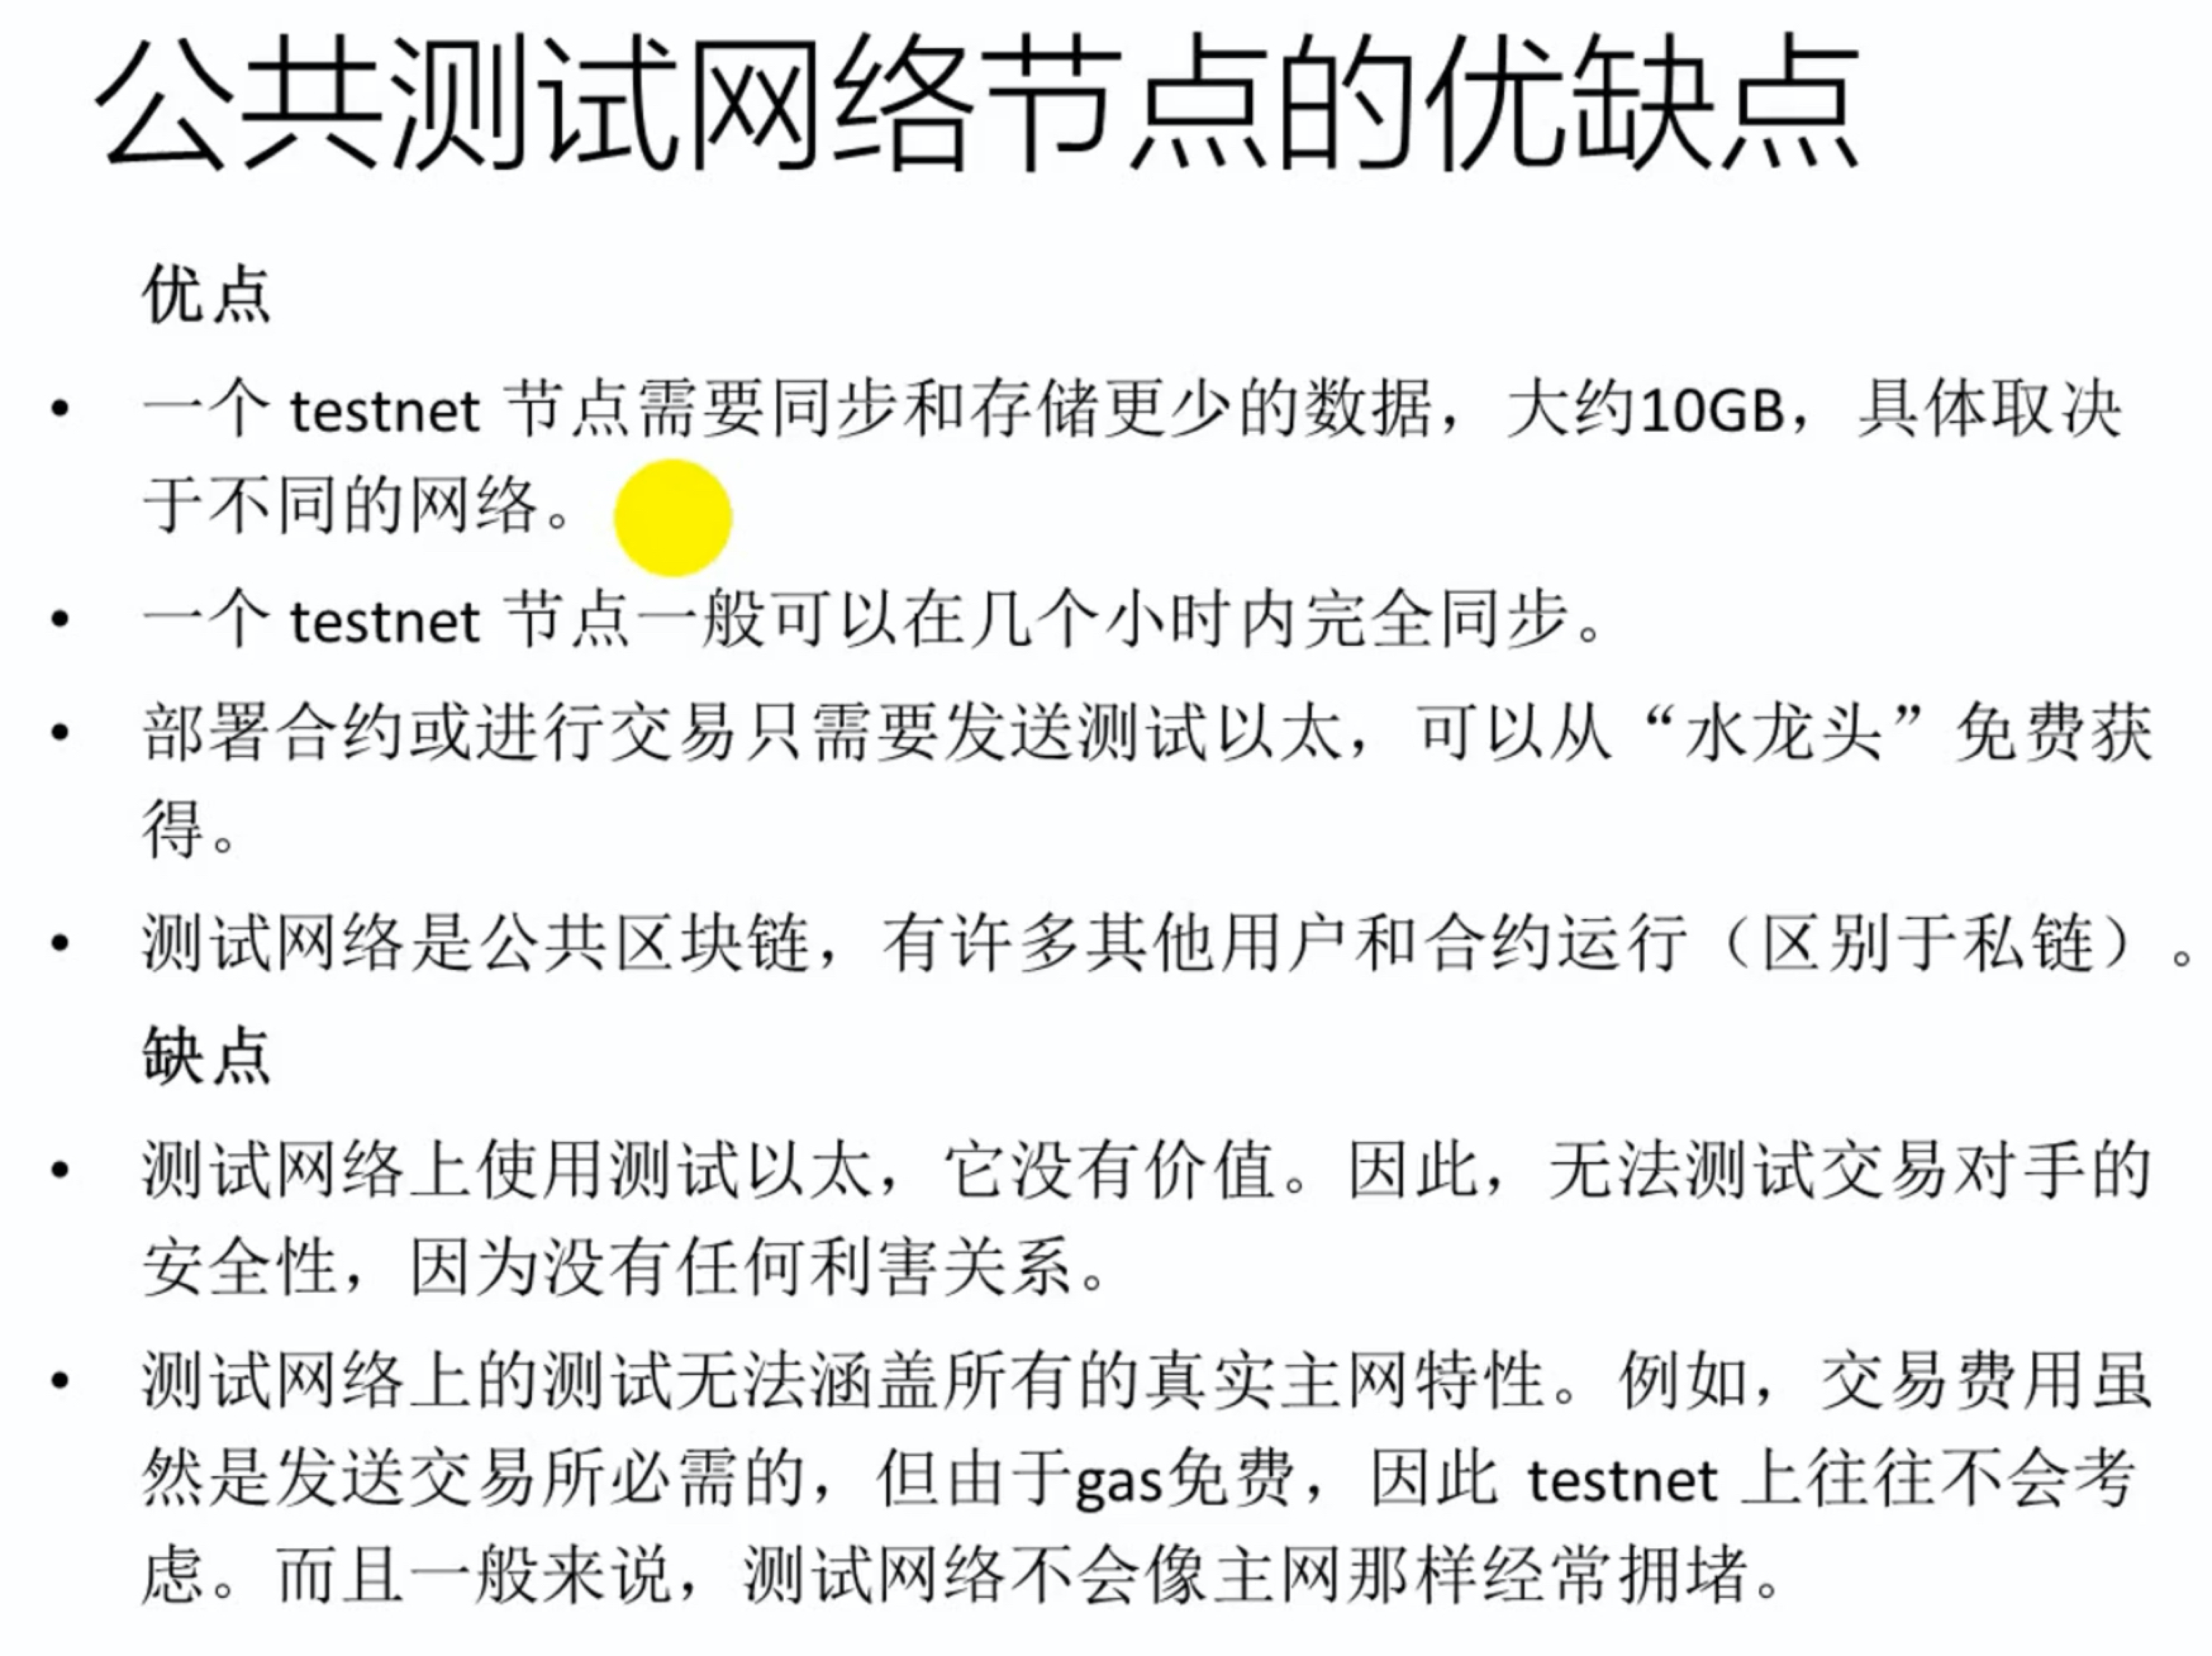 公共测试网络节点的优缺点
优点
• 一个 testnet 节点需要同步和存储更少的数据，大约10GB，具体取决
于不同的网络。
• 一个 testnet 节点一般可以在几个小时内完全同步。
• 部署合约或进行交易只需要发送测试以太，可以从“水龙头”免费获
得。
• 测试网络是公共区块链，有许多其他用户和合约运行（区别于私链）。
缺点
• 测试网络上使用测试以太，它没有价值。因此，无法测试交易对手的
安全性，因为没有任何利害关系。
• 测试网络上的测试无法涵盖所有的真实主网特性。例如，交易费用虽
然是发送交易所必需的，但由于gas免费，因此 testnet 上往往不会考
虑。而且一般来说，测试网络不会像主网那样经常拥堵。